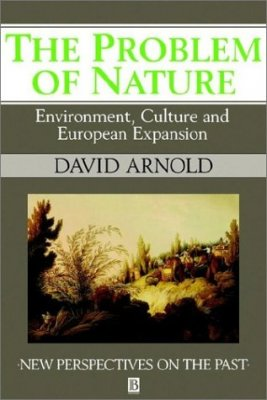 THE PROBLEM
OF NATURE
Environment, Culture and
European Expansion
DAVID ARNOLD
·NEW PERSPECTIVES ON THE PAST·
B